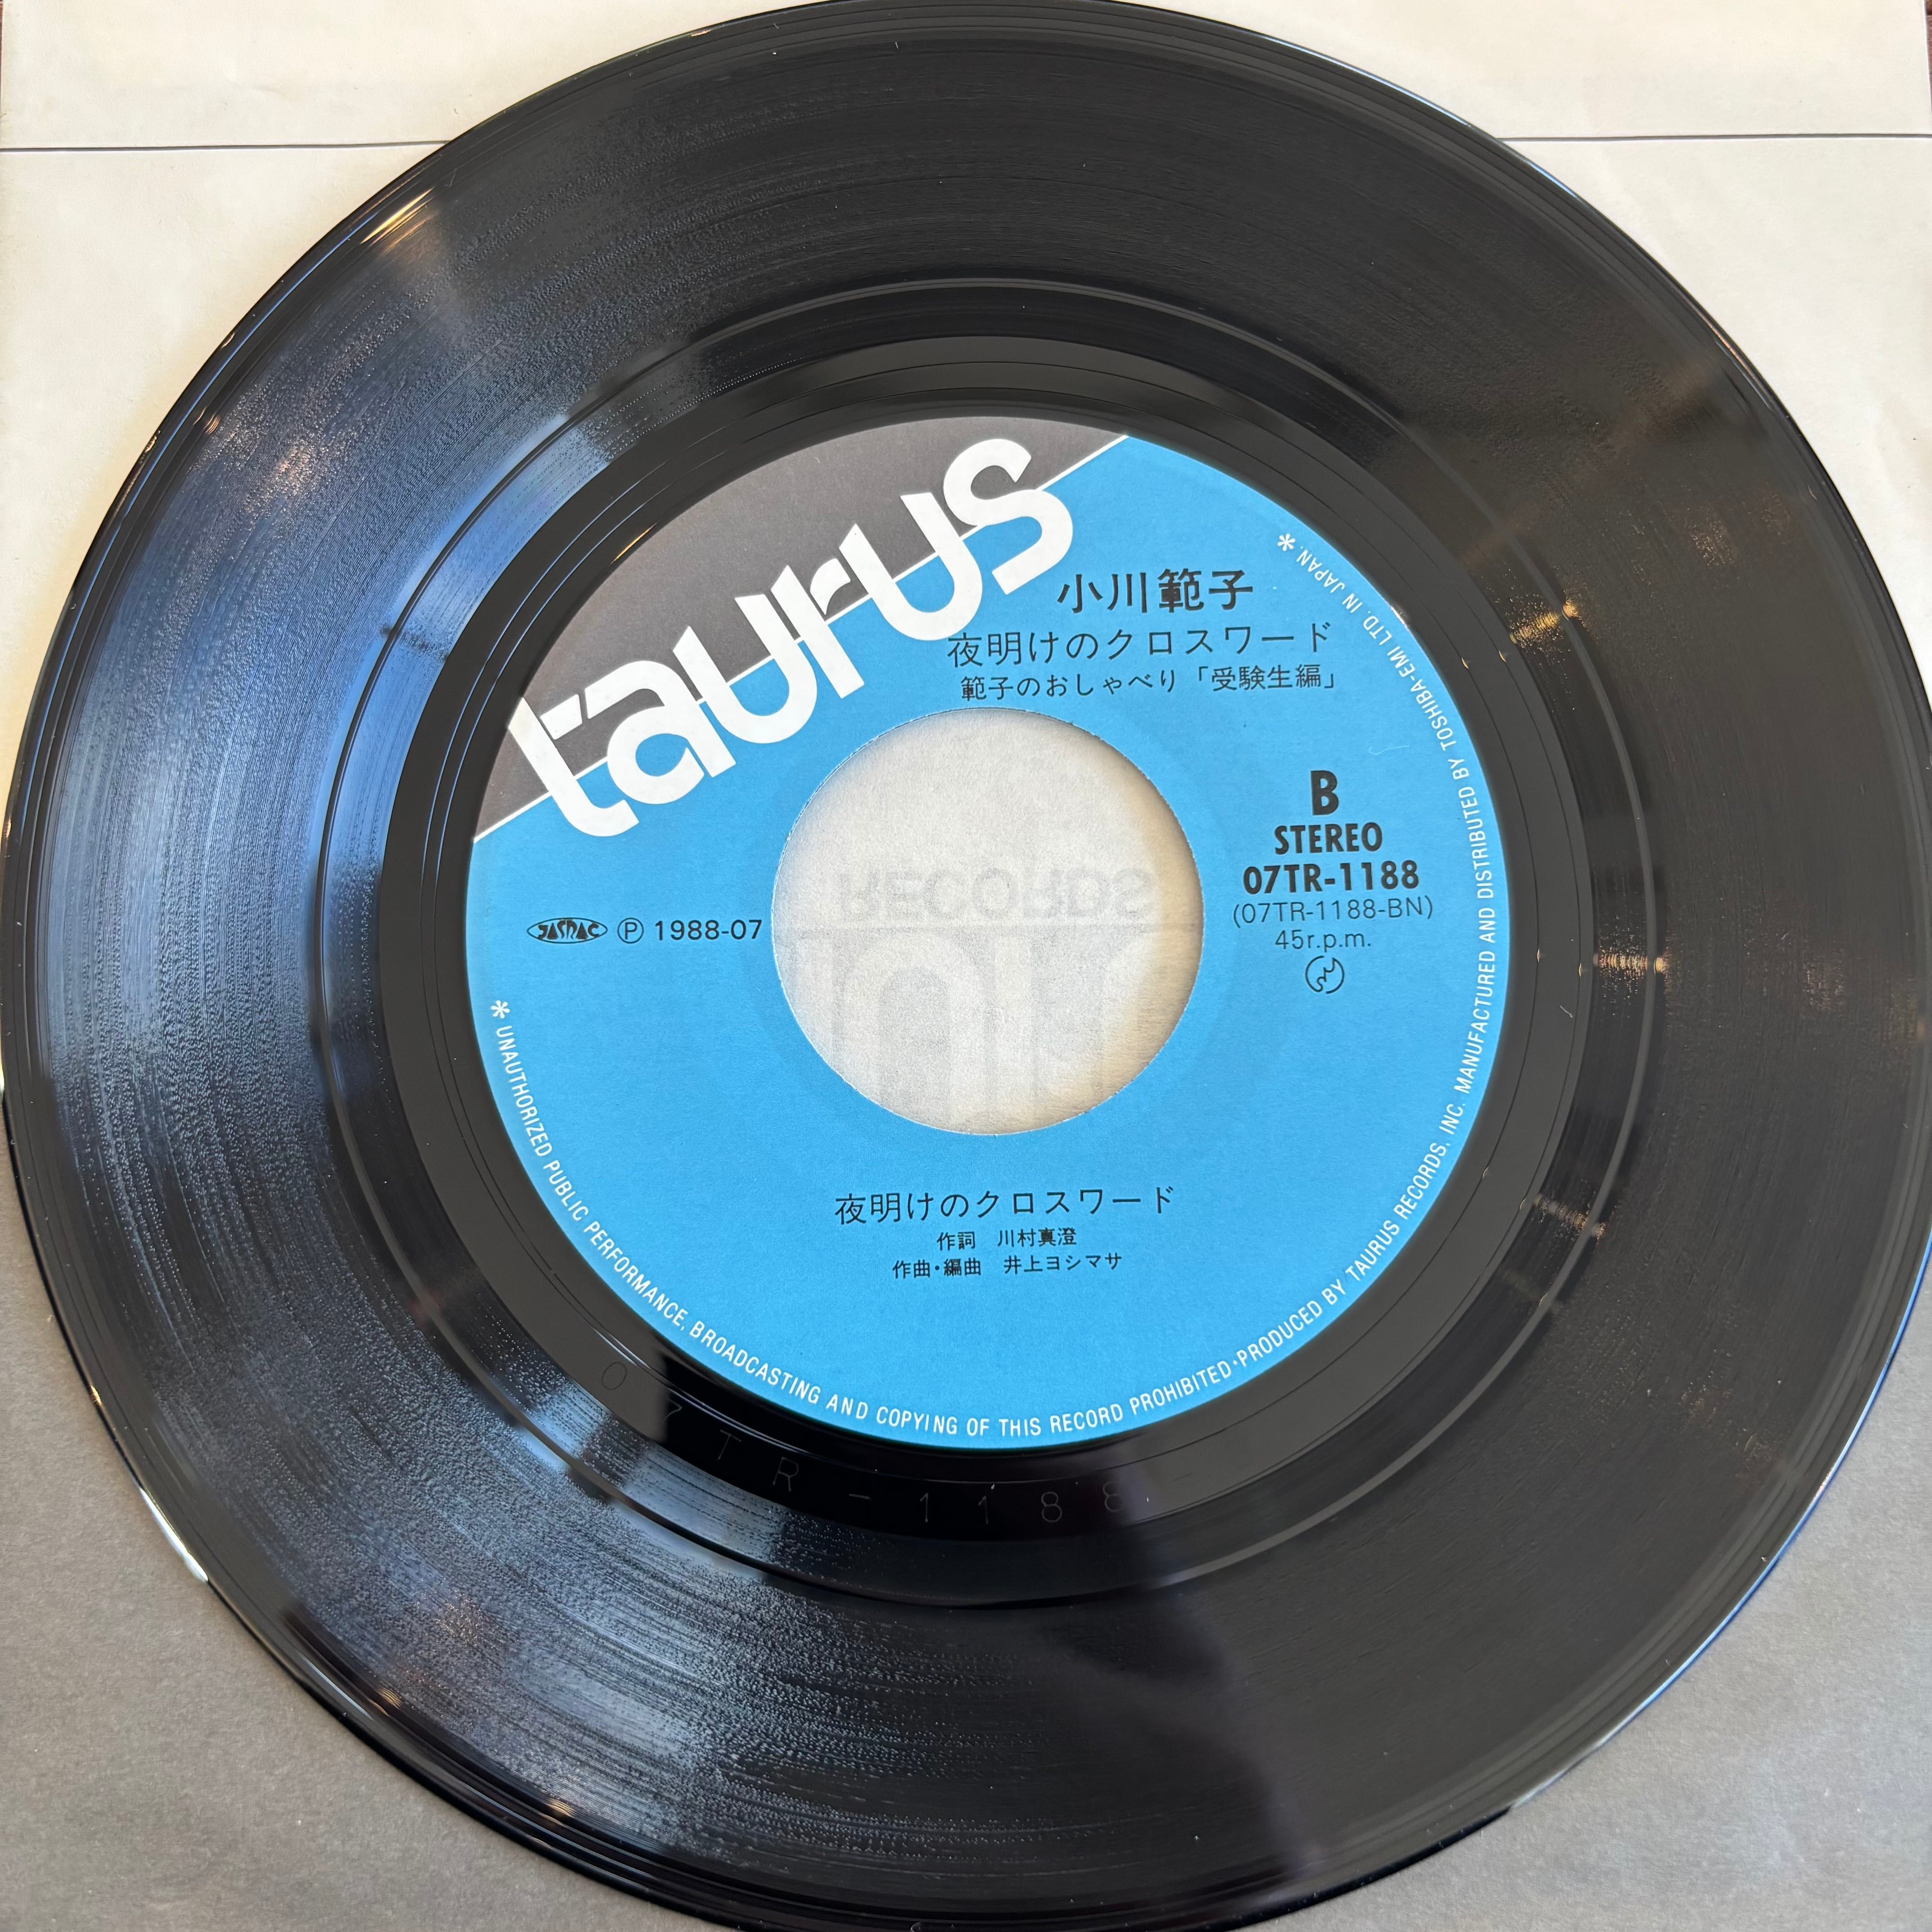 taurus
小川範子
夜明けのクロスワード
範子のおしゃべり「受験生編」
B
STEREO
07TR-1188
(07TR-1188-BN)
45r.p.m.
JASRAC Ⓟ 1988-07
RECORDS
夜明けのクロスワード
作詞 川村真澄
作曲・編曲 井上ヨシマサ
* UNAUTHORIZED PUBLIC PERFORMANCE, BROADCASTING AND COPYING OF THIS RECORD PROHIBITED・PRODUCED BY TAURUS RECORDS, INC. MANUFACTURED AND DISTRIBUTED BY TOSHIBA-EMI LTD. IN JAPAN. *
07TR-1188